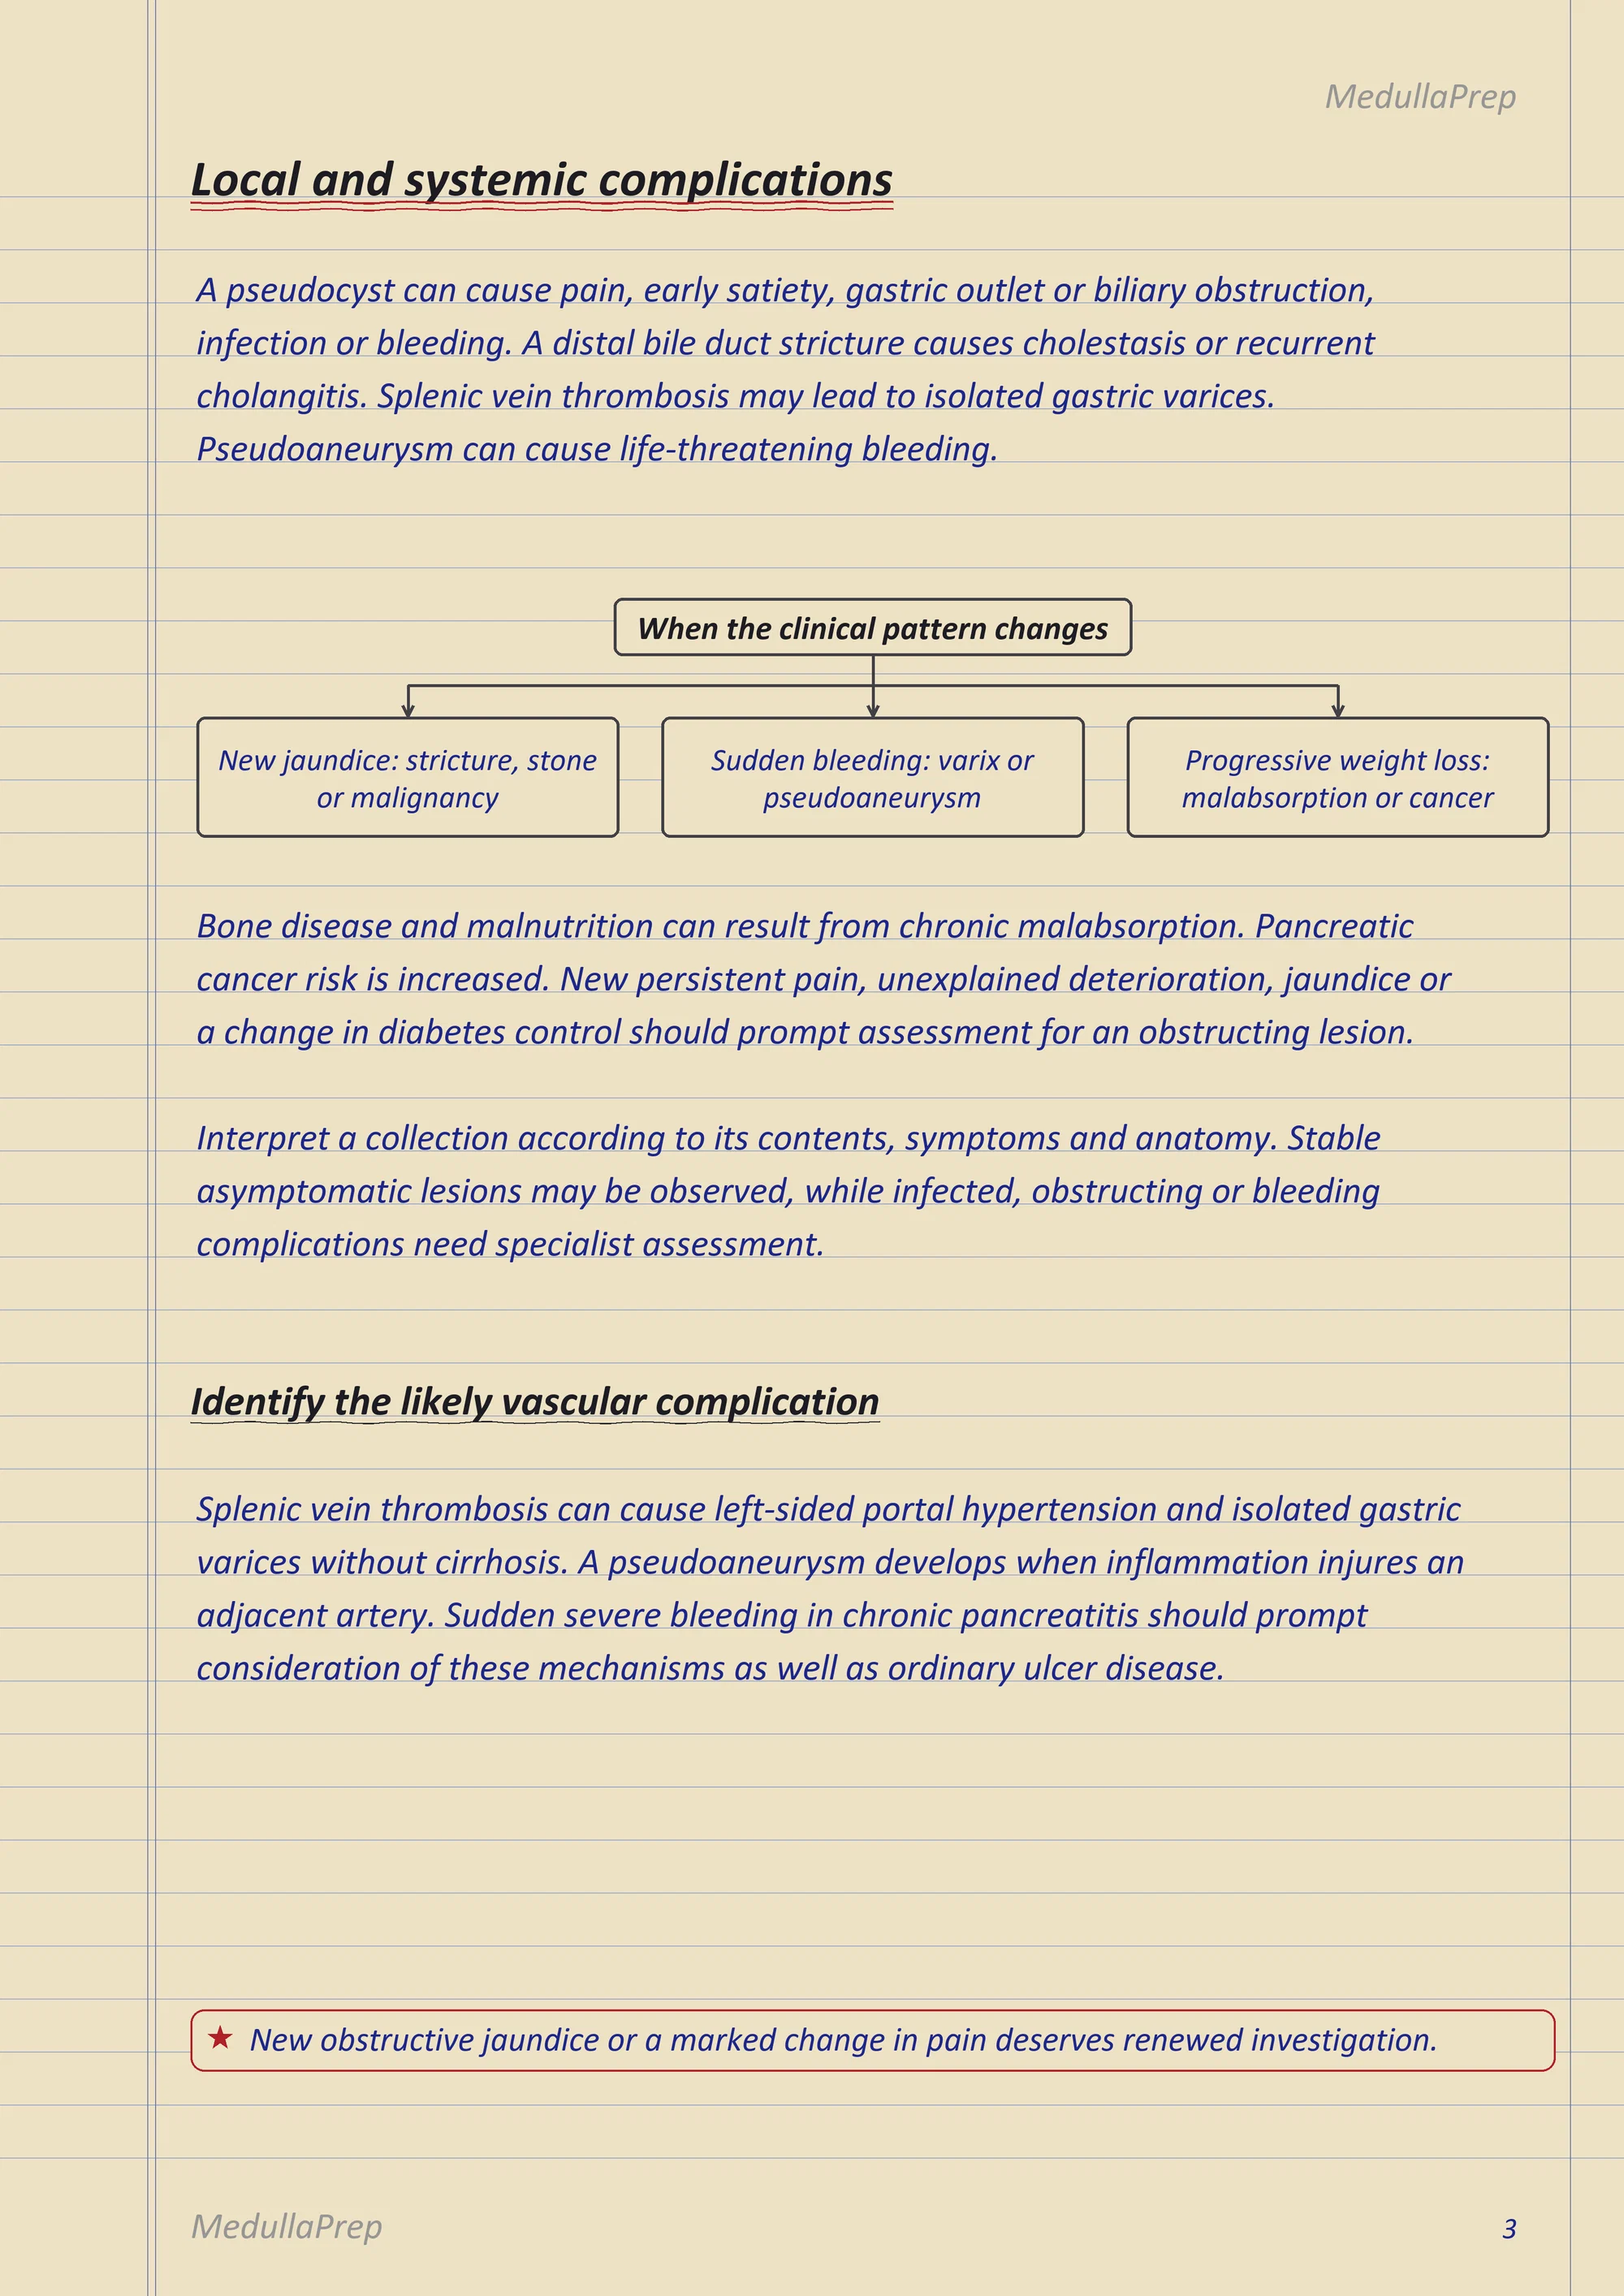 MedullaPrep
Local and systemic complications
A pseudocyst can cause pain, early satiety, gastric outlet or biliary obstruction,
infection or bleeding. A distal bile duct stricture causes cholestasis or recurrent
cholangitis. Splenic vein thrombosis may lead to isolated gastric varices.
Pseudoaneurysm can cause life-threatening bleeding.
When the clinical pattern changes
New jaundice: stricture, stone
or malignancy
Sudden bleeding: varix or
pseudoaneurysm
Progressive weight loss:
malabsorption or cancer
Bone disease and malnutrition can result from chronic malabsorption. Pancreatic
cancer risk is increased. New persistent pain, unexplained deterioration, jaundice or
a change in diabetes control should prompt assessment for an obstructing lesion.
Interpret a collection according to its contents, symptoms and anatomy. Stable
asymptomatic lesions may be observed, while infected, obstructing or bleeding
complications need specialist assessment.
Identify the likely vascular complication
Splenic vein thrombosis can cause left-sided portal hypertension and isolated gastric
varices without cirrhosis. A pseudoaneurysm develops when inflammation injures an
adjacent artery. Sudden severe bleeding in chronic pancreatitis should prompt
consideration of these mechanisms as well as ordinary ulcer disease.
★ New obstructive jaundice or a marked change in pain deserves renewed investigation.
MedullaPrep
3